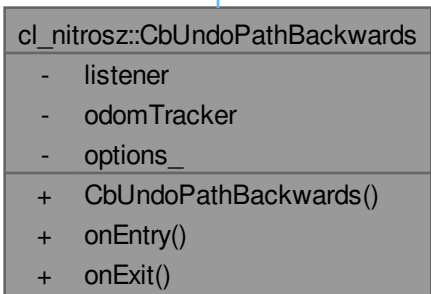 cl_nitrosz::CbUndoPathBackwards
- listener
- odomTracker
- options_
+ CbUndoPathBackwards()
+ onEntry()
+ onExit()